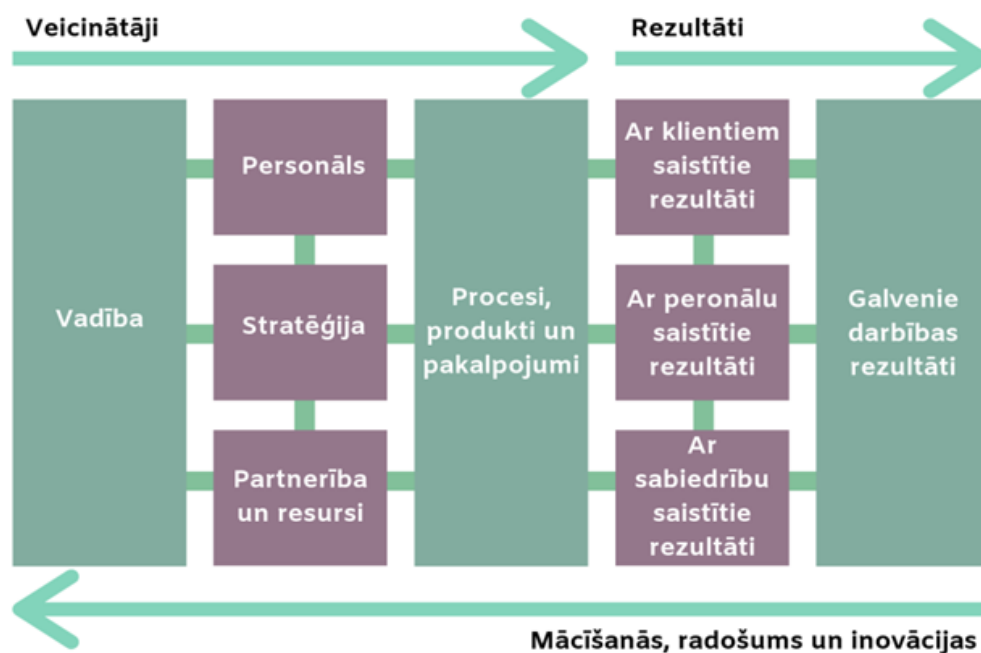 Veicinātāji
Rezultāti
Vadība
Personāls
Stratēģija
Partnerība
un resursi
Procesi,
produkti un
pakalpojumi
Ar klientiem
saistītie
rezultāti
Ar peronālu
saistītie
rezultāti
Ar
sabiedrību
saistītie
rezultāti
Galvenie
darbības
rezultāti
Mācīšanās, radošums un inovācijas